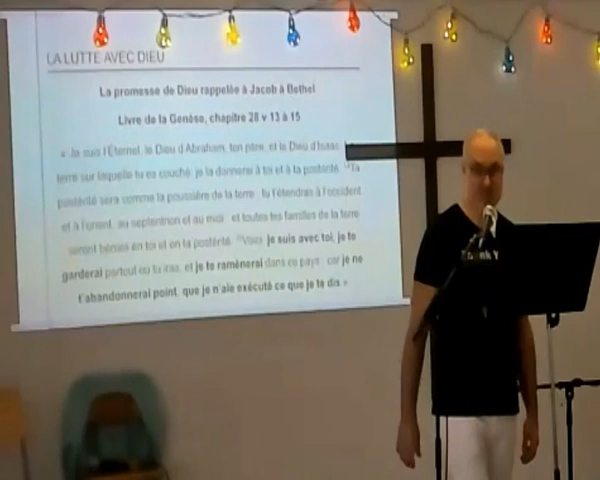 LA LUTTE AVEC DIEU
La promesse de Dieu rappelée à Jacob à Bethel
Livre de la Genèse, chapitre 28 v 13 à 15
« Je suis l'Éternel, le Dieu d'Abraham, ton père, et le Dieu d'Isaac.
terre sur laquelle tu es couché, je la donnerai à toi et à ta postérité. Ta
postérité sera comme la poussière de la terre; tu t'étendras à l'occident
et à l'orient, au septentrion et au midi; et toutes les familles de la terre
seront bénies en toi et en ta postérité. Voici, je suis avec toi, je te
garderai partout où tu iras, et je te ramènerai dans ce pays; car je ne
t'abandonnerai point, que je n'aie exécuté ce que je te dis »